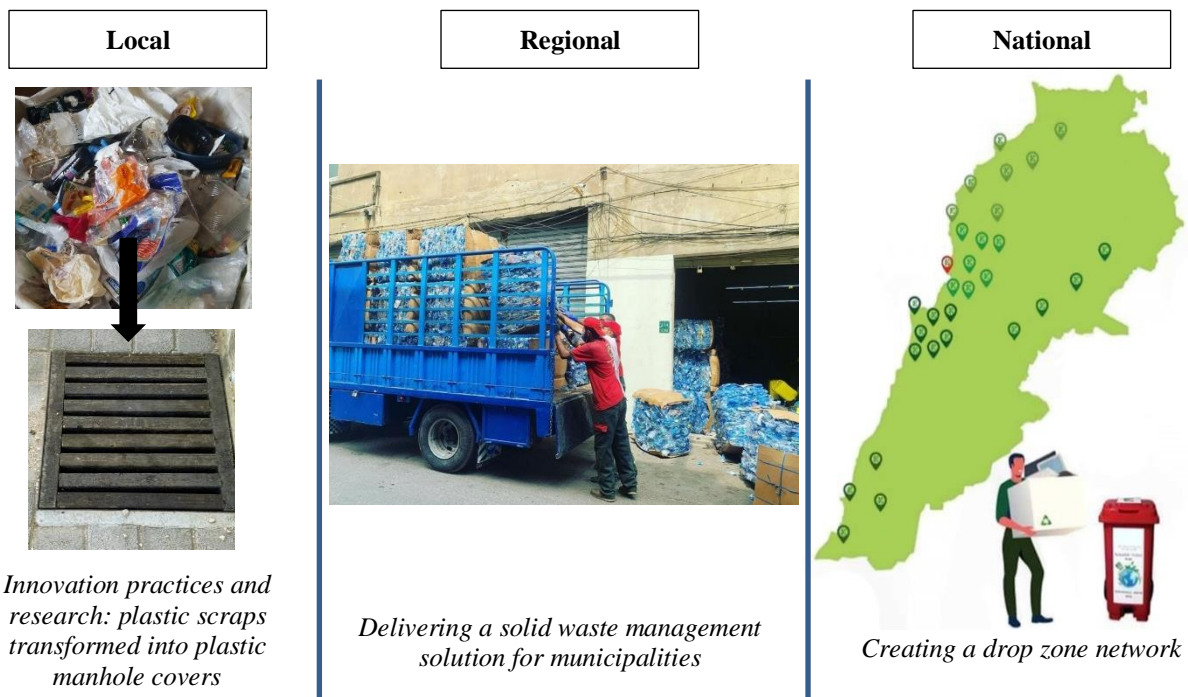 Local
Innovation practices and
research: plastic scraps
transformed into plastic
manhole covers
Regional
Delivering a solid waste management
solution for municipalities
National
Creating a drop zone network